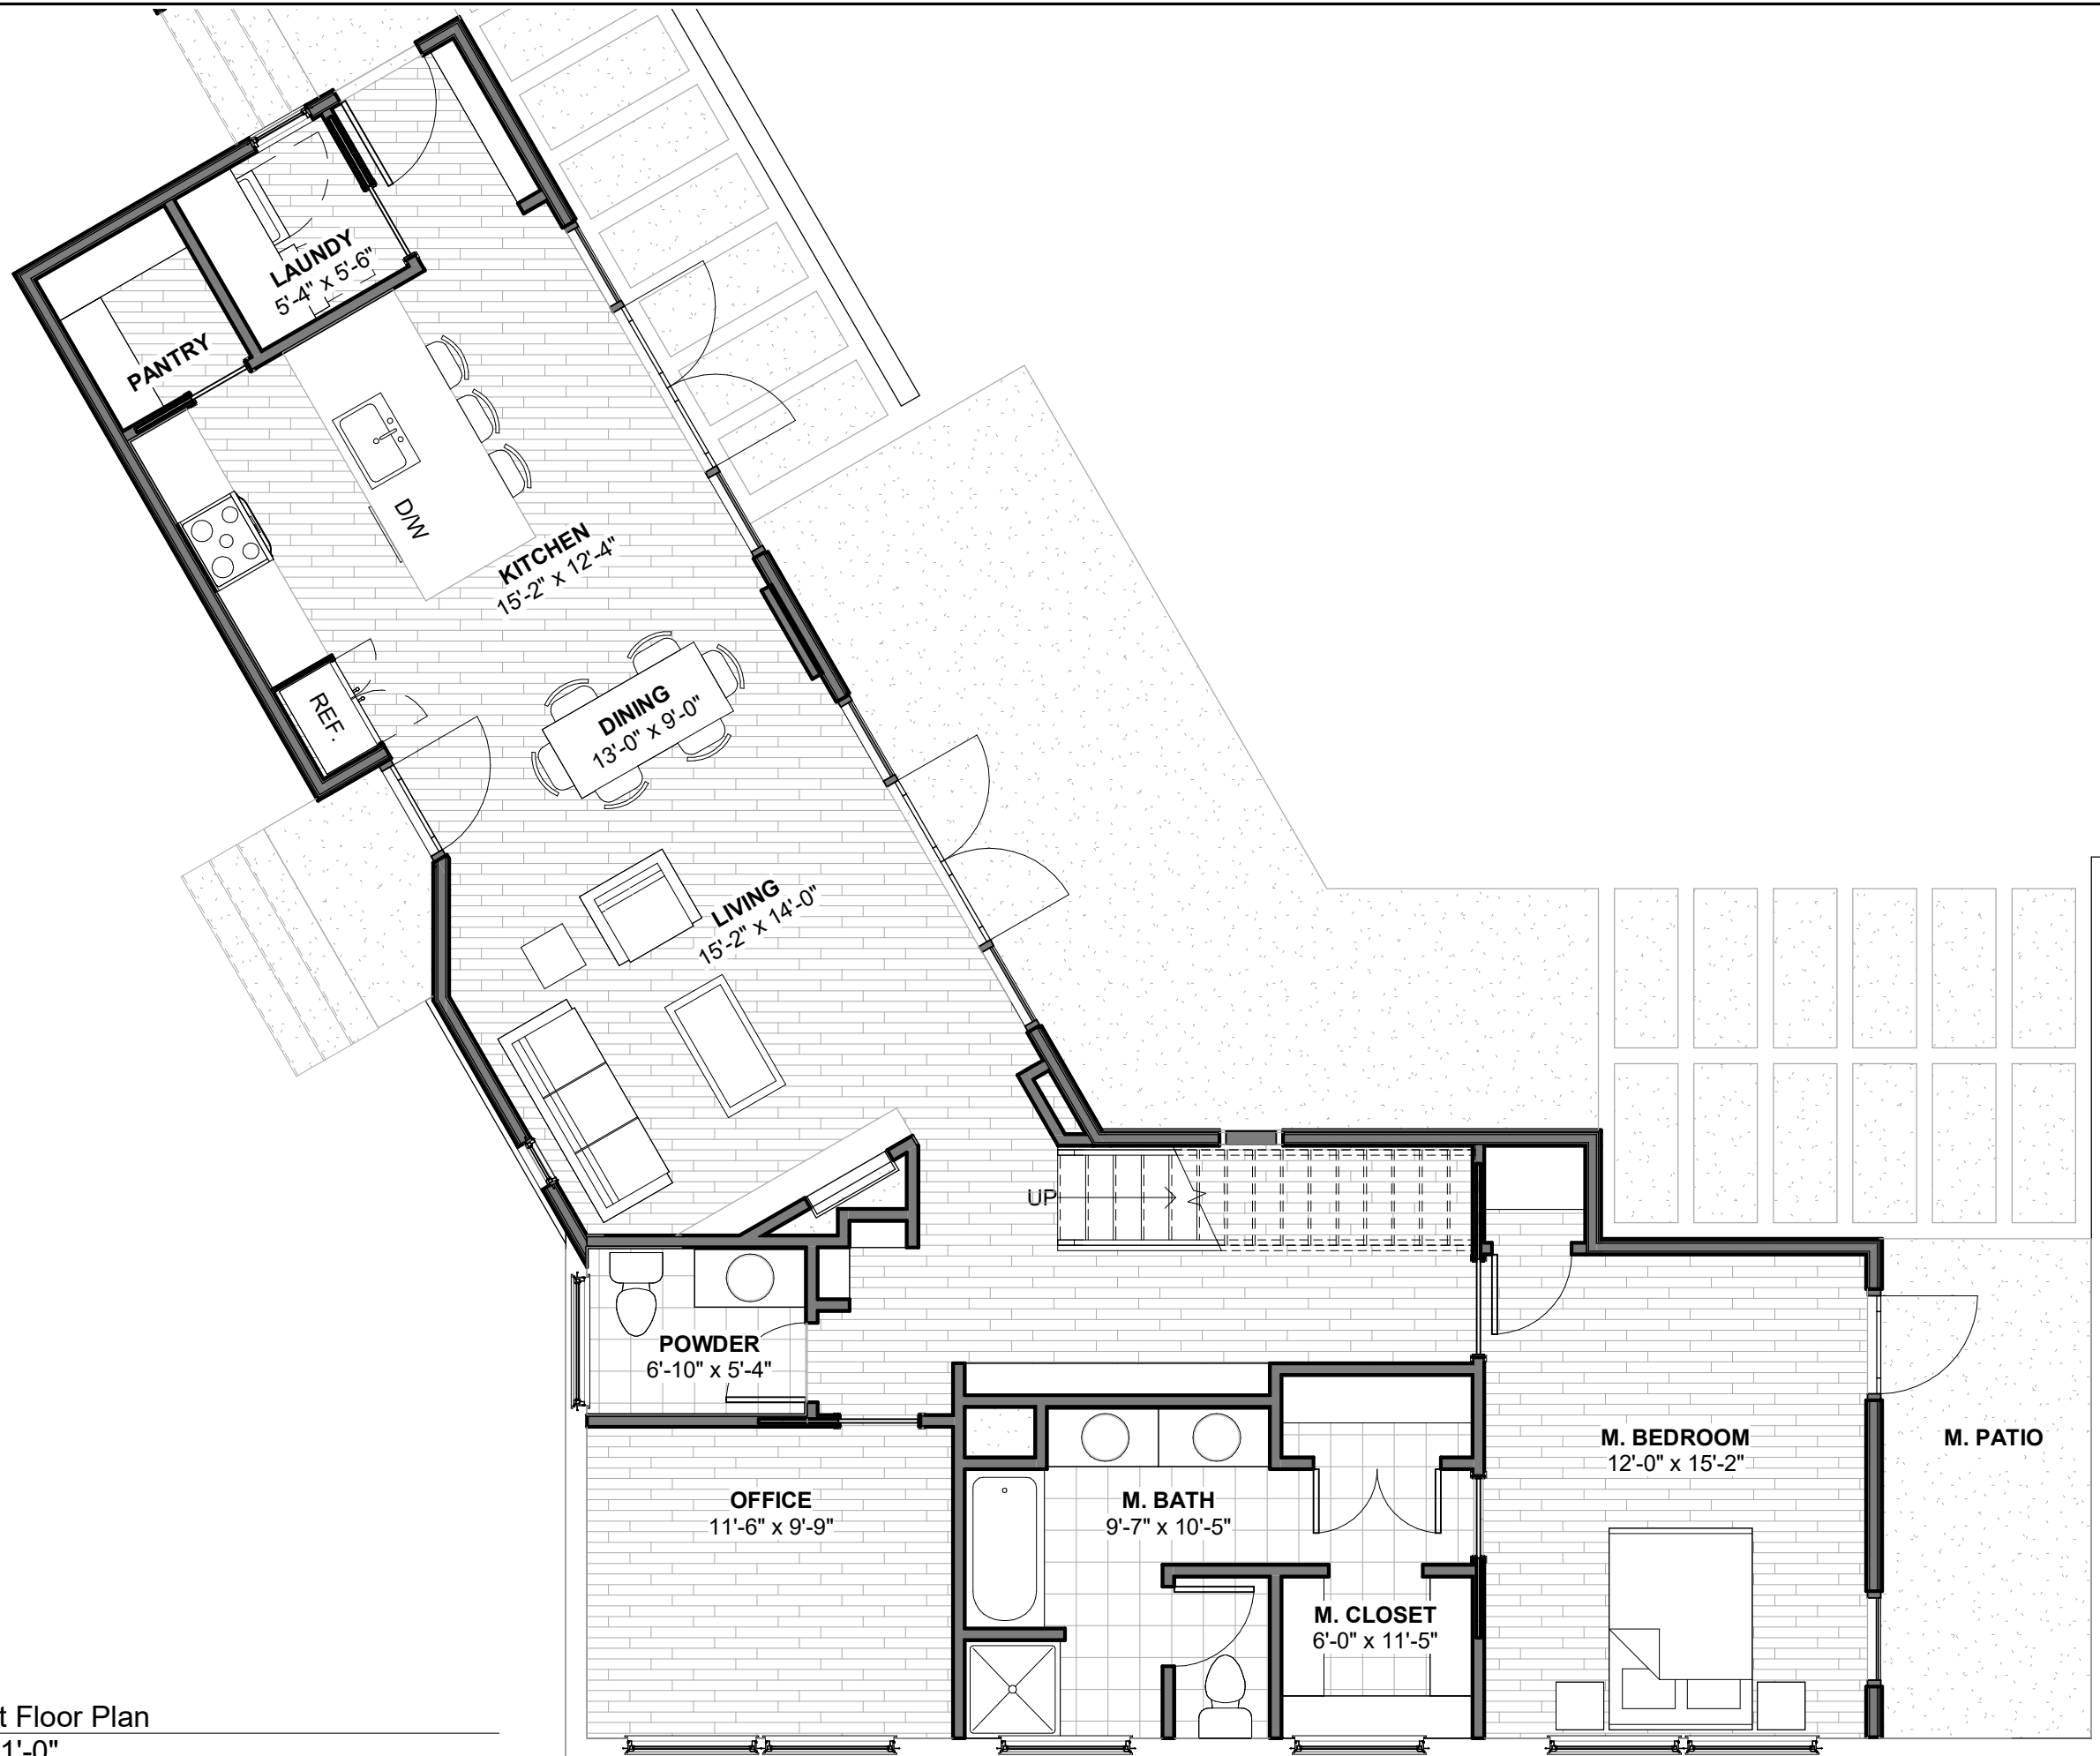 LAUNDY
5'-4" x 5'-6"
PANTRY
D/W
KITCHEN
15'-2" x 12'-4"
REF.
DINING
13'-0" x 9'-0"
LIVING
15'-2" x 14'-0"
UP
POWDER
6'-10" x 5'-4"
M. BEDROOM
12'-0" x 15'-2"
M. PATIO
OFFICE
11'-6" x 9'-9"
M. BATH
9'-7" x 10'-5"
M. CLOSET
6'-0" x 11'-5"
t Floor Plan
1'-0"